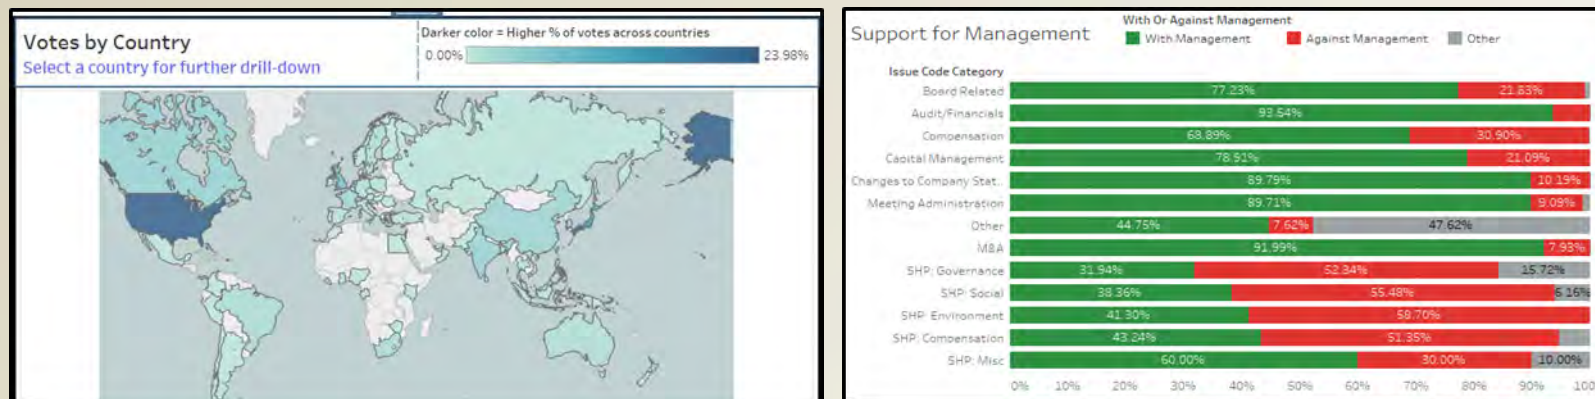 Votes by Country
Select a country for further drill-down
Darker color = Higher % of votes across countries
0.00% 23.98%
Support for Management
With Or Against Management
With Management Against Management Other
Issue Code Category
Board Related 77.23% 21.83%
Audit/Financials 93.54%
Compensation 68.89% 30.90%
Capital Management 78.91% 21.09%
Changes to Company Stat.. 89.79% 10.19%
Meeting Administration 89.71% 9.09%
Other 44.75% 7.62% 47.62%
M&A 91.99% 7.93%
SHP: Governance 31.94% 52.34% 15.72%
SHP: Social 38.36% 55.48% 6.16%
SHP: Environment 41.30% 58.70%
SHP: Compensation 43.24% 51.35%
SHP: Misc 60.00% 30.00% 10.00%
0% 10% 20% 30% 40% 50% 60% 70% 80% 90% 100